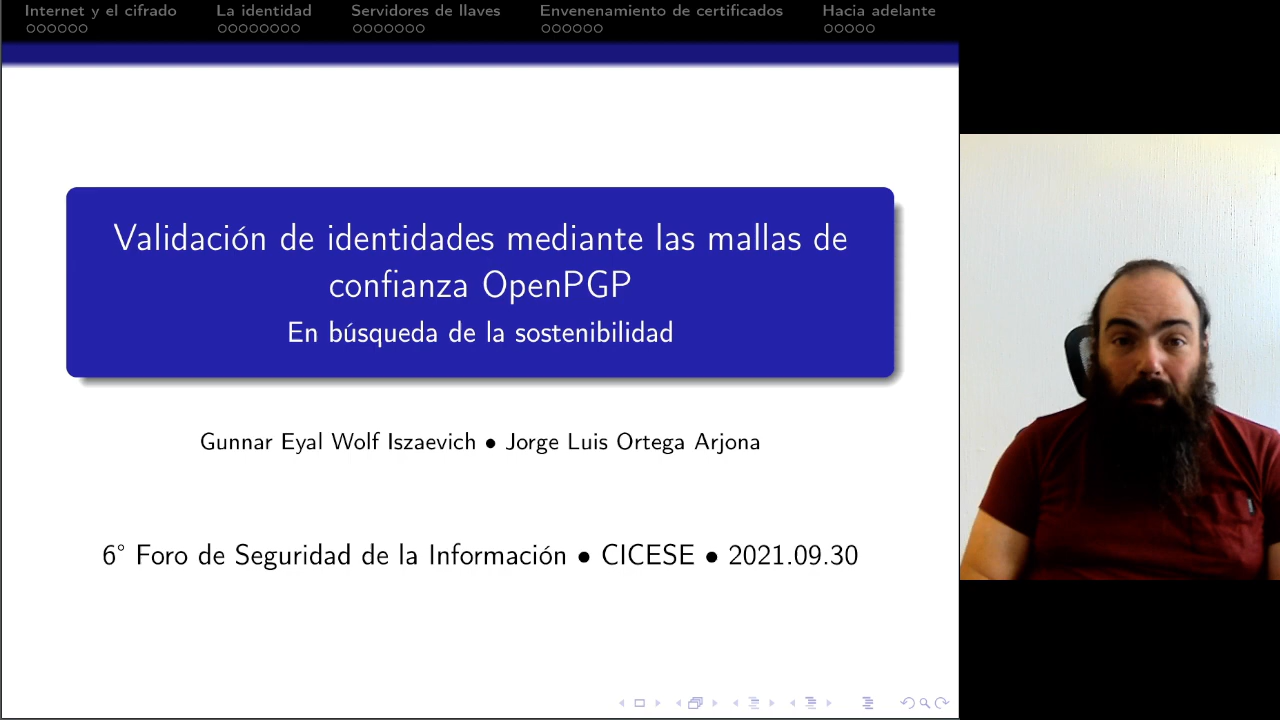 Internet y el cifrado La identidad Servidores de llaves Envenenamiento de certificados Hacia adelante
Validación de identidades mediante las mallas de
confianza OpenPGP
En búsqueda de la sostenibilidad
Gunnar Eyal Wolf Iszaevich • Jorge Luis Ortega Arjona
6° Foro de Seguridad de la Información • CICESE • 2021.09.30